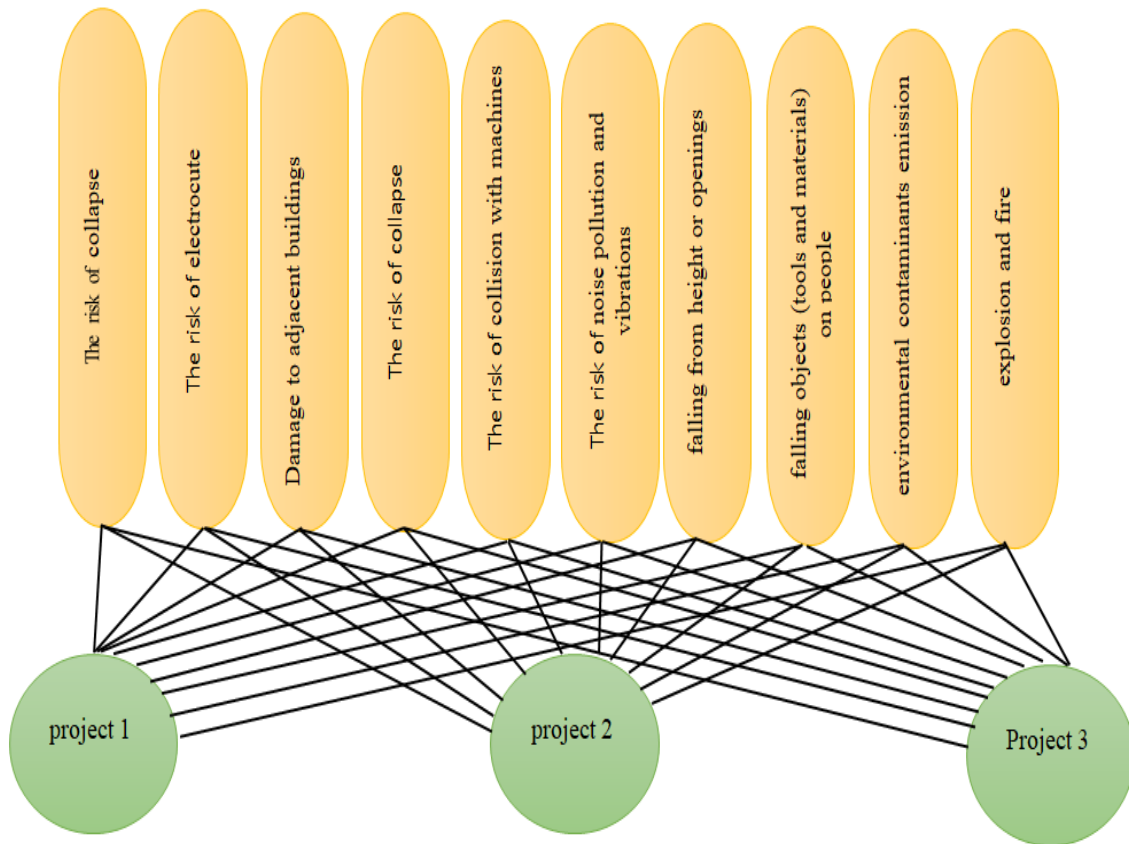 The risk of collapse
The risk of electrocute
Damage to adjacent buildings
The risk of collapse
The risk of collision with machines
The risk of noise pollution and
vibrations
falling from height or openings
falling objects (tools and materials)
on people
environmental contaminants emission
explosion and fire
project 1
project 2
Project 3